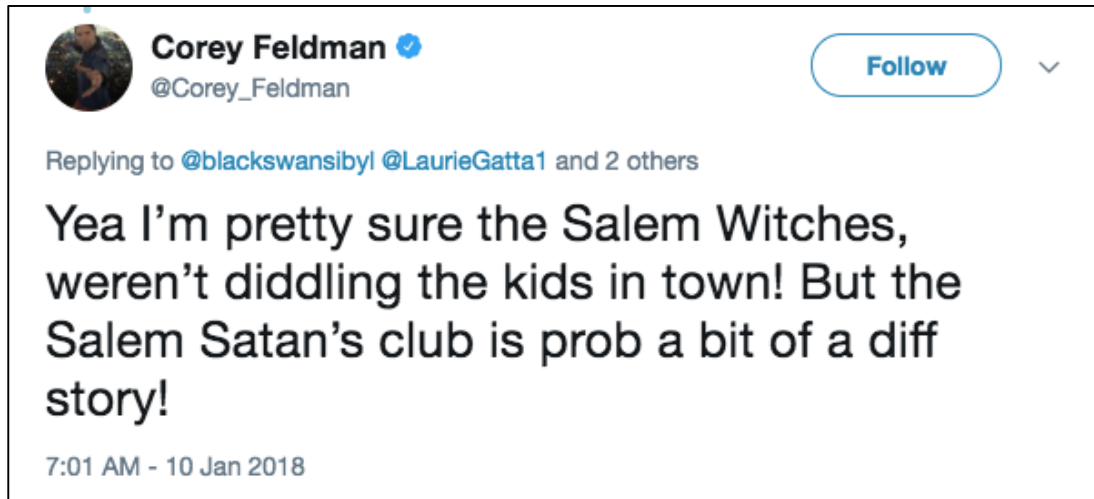 Corey Feldman
@Corey_Feldman
Follow
Replying to @blackswansibyl @LaurieGatta1 and 2 others
Yea I’m pretty sure the Salem Witches,
weren’t diddling the kids in town! But the
Salem Satan’s club is prob a bit of a diff
story!
7:01 AM - 10 Jan 2018